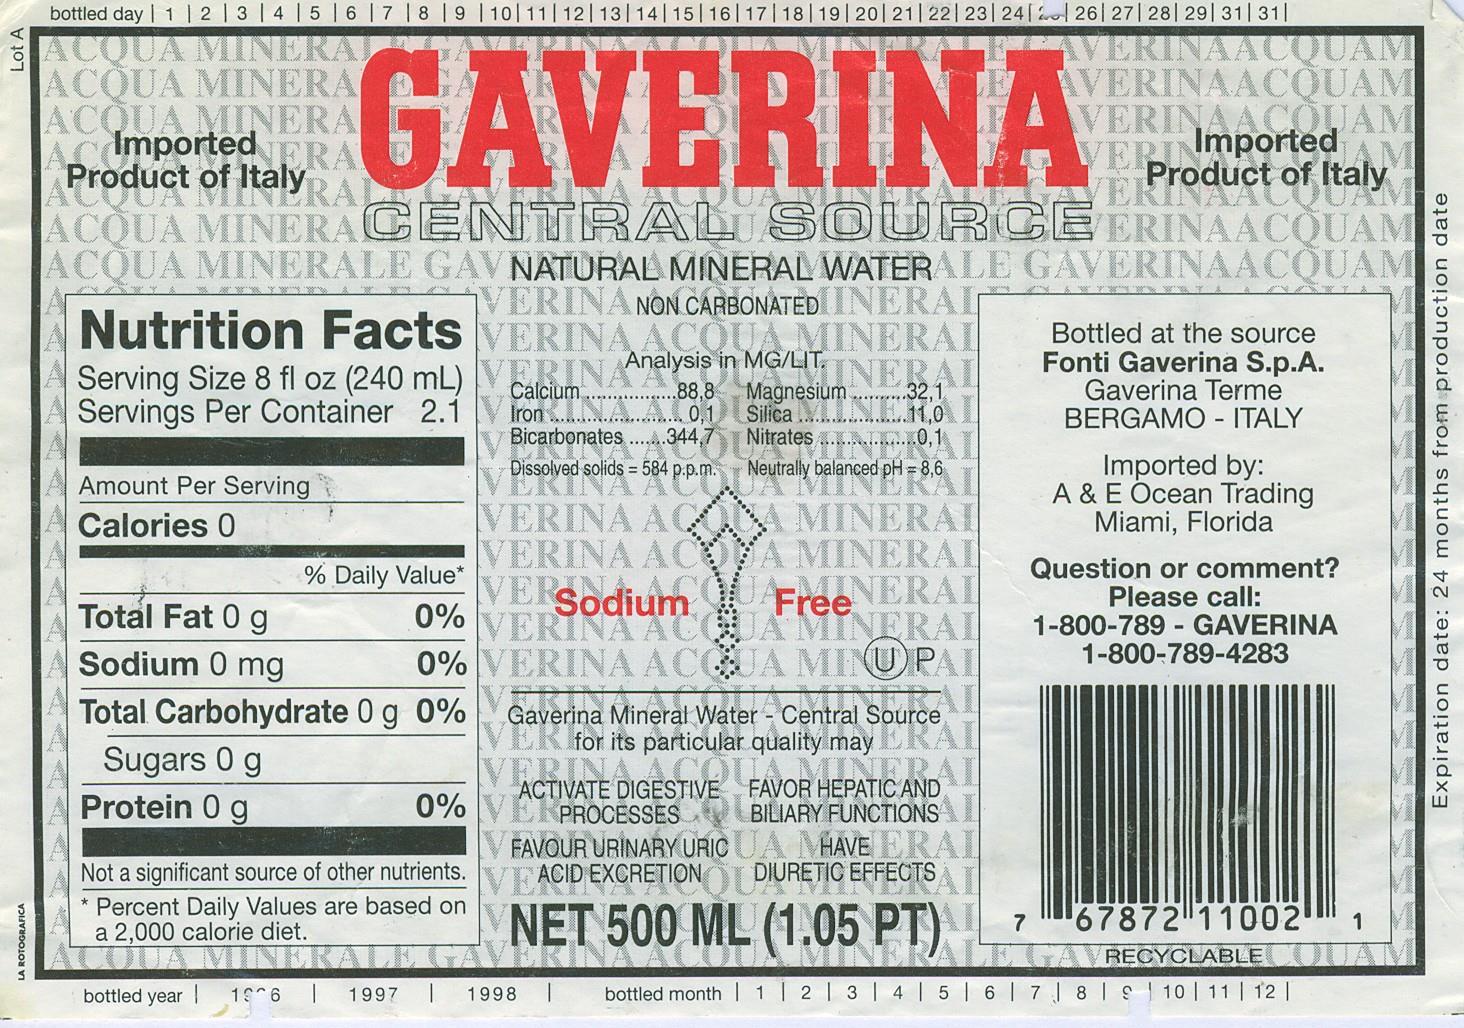 bottled day | 1 | 2 | 3 | 4 | 5 | 6 | 7 | 8 | 9 | 10 | 11 | 12 | 13 | 14 | 15 | 16 | 17 | 18 | 19 | 20 | 21 | 22 | 23 | 24 | | 26 | 27 | 28 | 29 | 31 | 31 |
Lot A
GAVERINA
CENTRAL SOURCE
NATURAL MINERAL WATER
NON CARBONATED
Imported
Product of Italy
Imported
Product of Italy
Nutrition Facts
Serving Size 8 fl oz (240 mL)
Servings Per Container 2.1
Amount Per Serving
Calories 0
% Daily Value*
Total Fat 0 g 0%
Sodium 0 mg 0%
Total Carbohydrate 0 g 0%
Sugars 0 g
Protein 0 g 0%
Not a significant source of other nutrients.
* Percent Daily Values are based on
a 2,000 calorie diet.
Analysis in MG/LIT.
Calcium ..................88,8 Magnesium ..........32,1
Iron .............................. 0,1 Silica ......................11,0
Bicarbonates .......344,7 Nitrates ..................0,1
Dissolved solids = 584 p.p.m. Neutrally balanced pH = 8,6
Sodium Free
U P
Gaverina Mineral Water - Central Source
for its particular quality may
ACTIVATE DIGESTIVE
PROCESSES
FAVOR HEPATIC AND
BILIARY FUNCTIONS
FAVOUR URINARY URIC
ACID EXCRETION
HAVE
DIURETIC EFFECTS
NET 500 ML (1.05 PT)
Bottled at the source
Fonti Gaverina S.p.A.
Gaverina Terme
BERGAMO - ITALY
Imported by:
A & E Ocean Trading
Miami, Florida
Question or comment?
Please call:
1-800-789 - GAVERINA
1-800-789-4283
7 67872 11002 1
RECYCLABLE
Expiration date: 24 months from production date
LA ROTOGRAFICA
ACQUA MINERALE GAVERINA ACQUA M
bottled year | 1996 | 1997 | 1998 | bottled month | 1 | 2 | 3 | 4 | 5 | 6 | 7 | 8 | 9 | 10 | 11 | 12 |